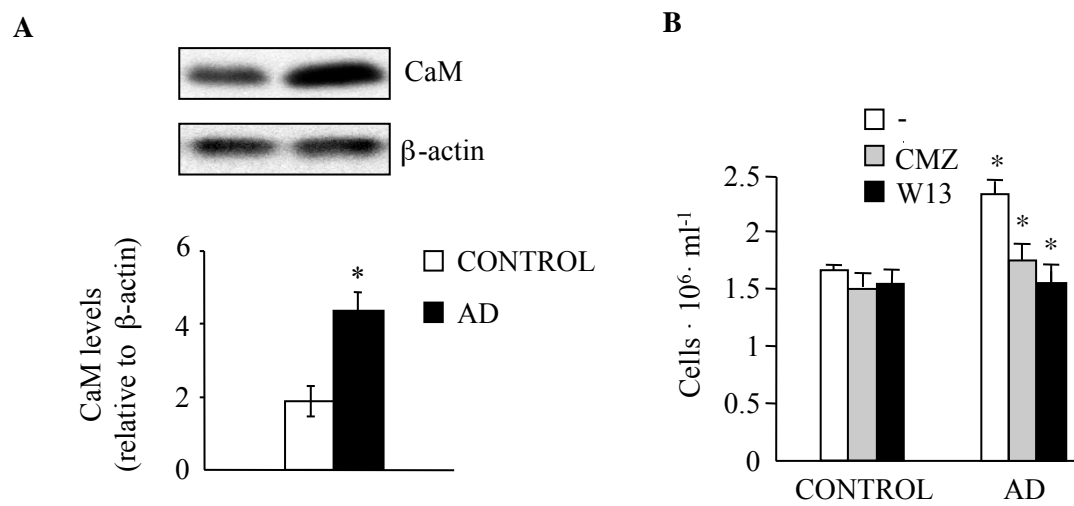 A
CaM
β-actin
CaM levels
(relative to β-actin)
6
4
2
0
*
CONTROL
AD
B
-
CMZ
W13
Cells · 10⁶· ml⁻¹
2.5
2
1.5
1
0.5
0
*
*
*
CONTROL AD